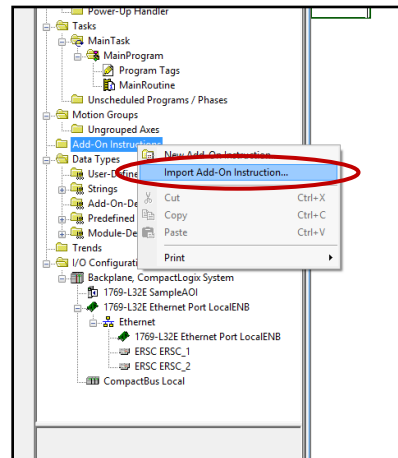 Power-Up Handler
Tasks
MainTask
MainProgram
Program Tags
MainRoutine
Unscheduled Programs / Phases
Motion Groups
Ungrouped Axes
Add-On Instructions
New Add-On Instruction...
Data Types
User-Define
Import Add-On Instruction...
Strings
Cut Ctrl+X
Add-On-De
Copy Ctrl+C
Predefined
Paste Ctrl+V
Module-De
Trends
Print
I/O Configurati
Backplane, CompactLogix System
1769-L32E SampleAOI
1769-L32E Ethernet Port LocalENB
Ethernet
1769-L32E Ethernet Port LocalENB
ERSC ERSC_1
ERSC ERSC_2
CompactBus Local